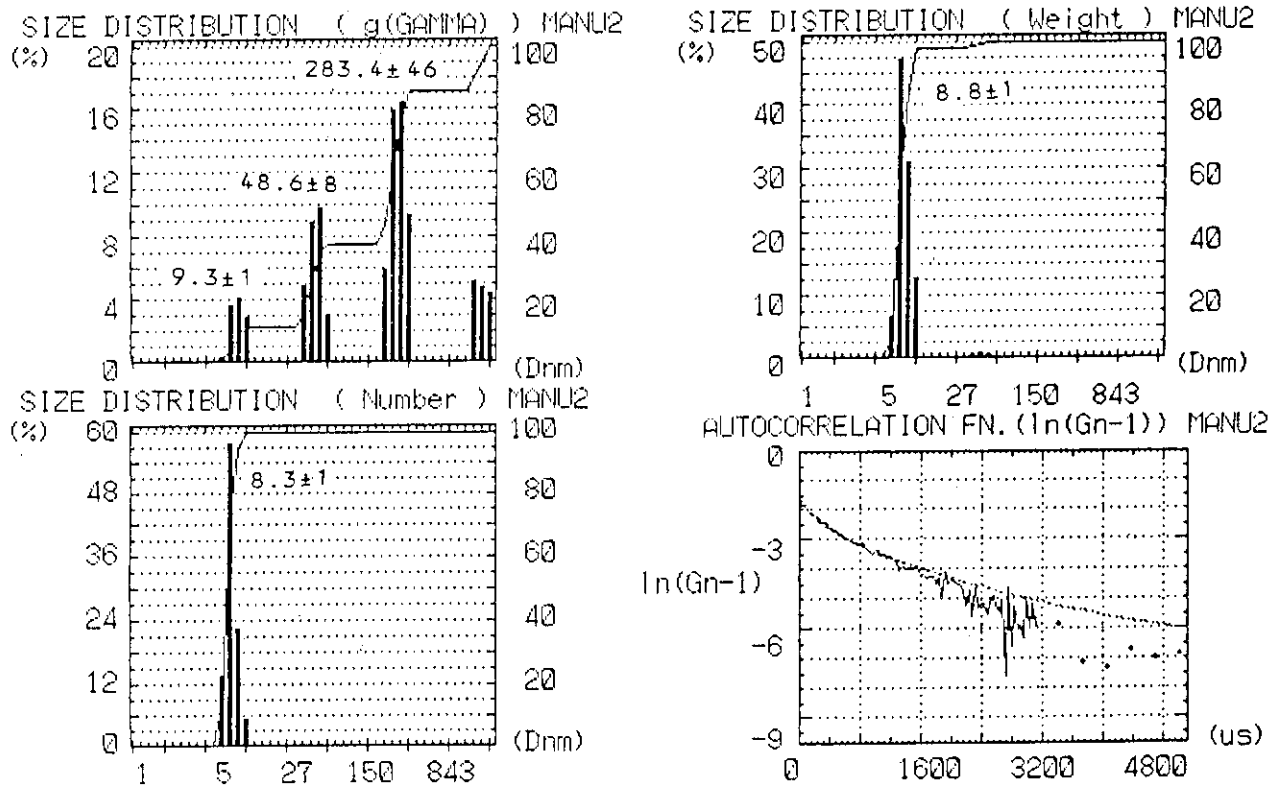 SIZE DISTRIBUTION ( g(GAMMA) ) MANU2
(%) 20 100
283.4±46
16 80
12 60
48.6±8
8 40
9.3±1
4 20
0 (Dnm)
SIZE DISTRIBUTION ( Weight ) MANU2
(%) 50 100
8.8±1
40 80
30 60
20 40
10 20
0 (Dnm)
1 5 27 150 843
SIZE DISTRIBUTION ( Number ) MANU2
(%) 60 100
8.3±1
48 80
36 60
24 40
12 20
0 (Dnm)
1 5 27 150 843
AUTOCORRELATION FN.(ln(Gn-1)) MANU2
0
-3
ln(Gn-1)
-6
-9 (us)
0 1600 3200 4800